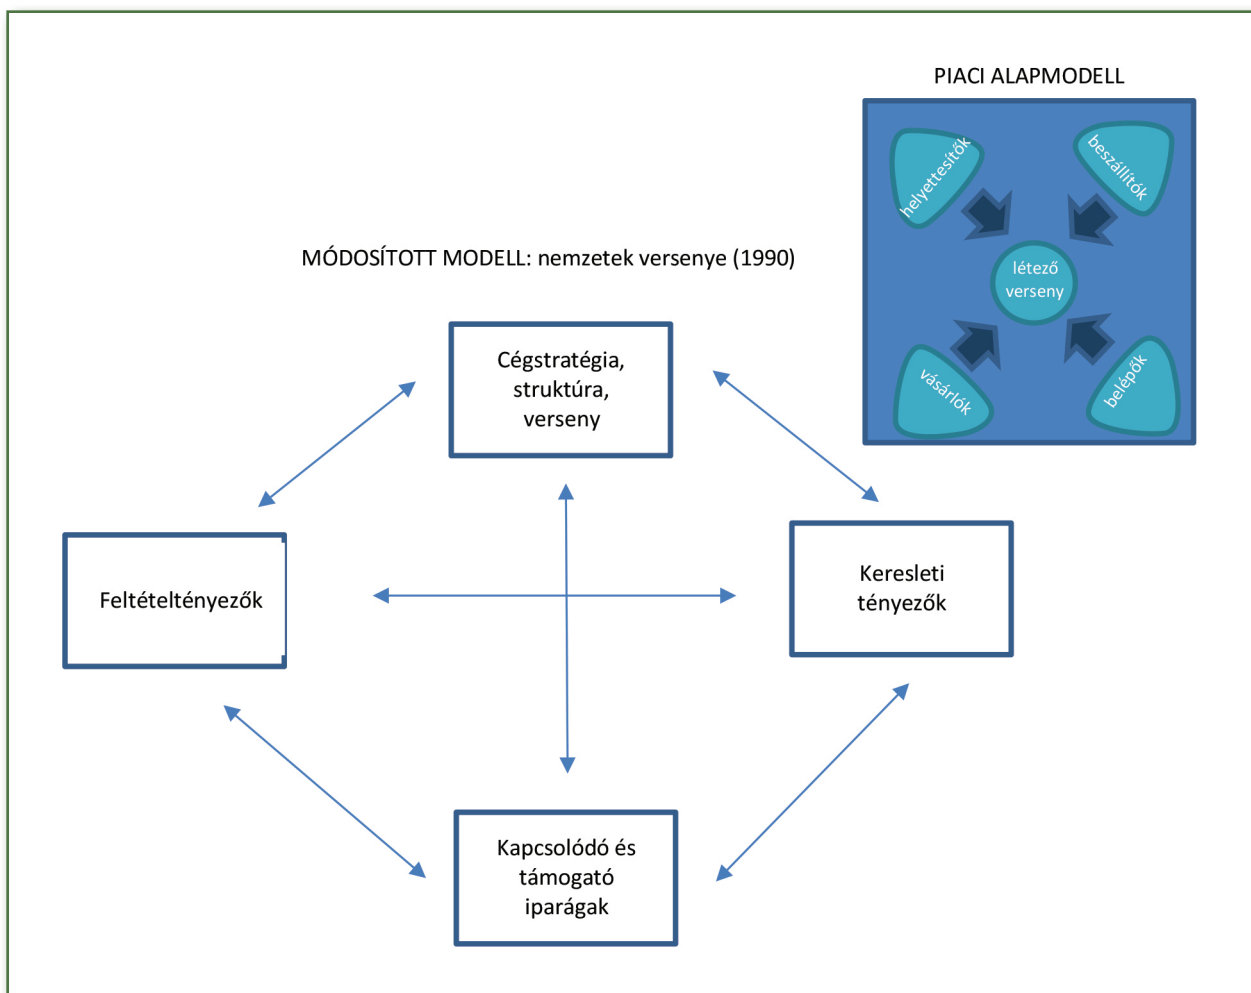 PIACI ALAPMODELL
helyettesítők
beszállítók
létező
verseny
vásárlók
belépők
MÓDOSÍTOTT MODELL: nemzetek versenye (1990)
Cégstratégia,
struktúra,
verseny
Feltételtényezők
Keresleti
tényezők
Kapcsolódó és
támogató
iparágak